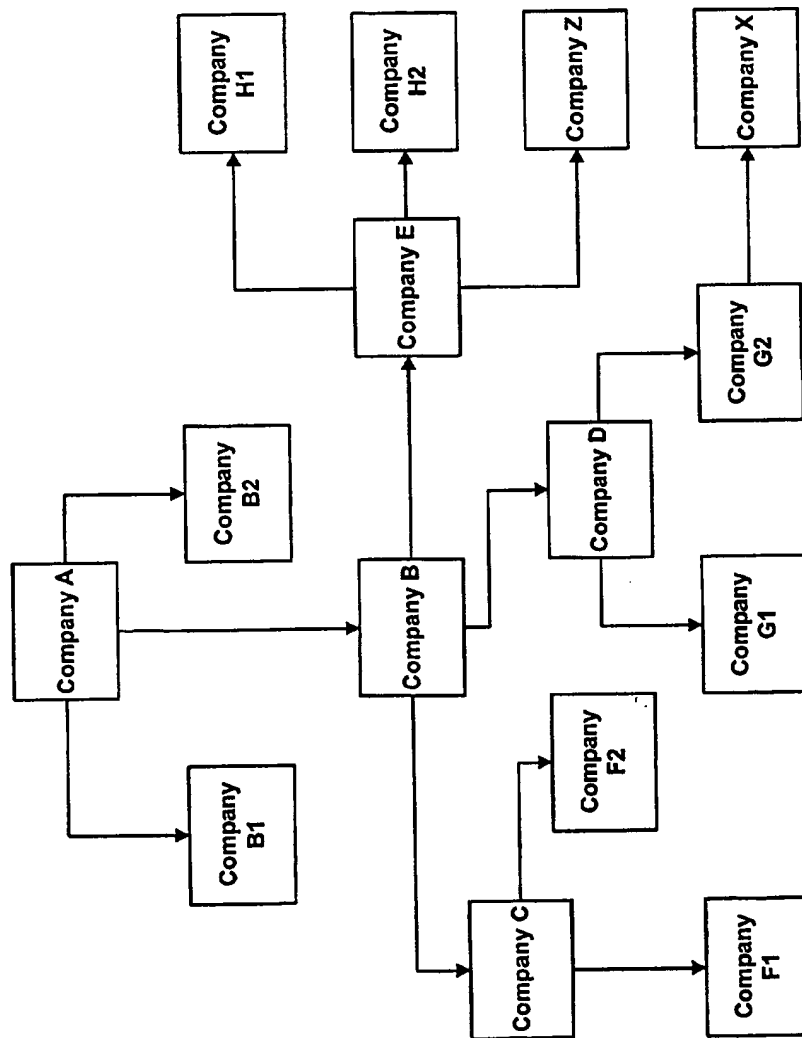 Company A
Company
B1
Company
B2
Company B
Company
H1
Company
H2
Company E
Company Z
Company C
Company
F2
Company D
Company
F1
Company
G1
Company
G2
Company X